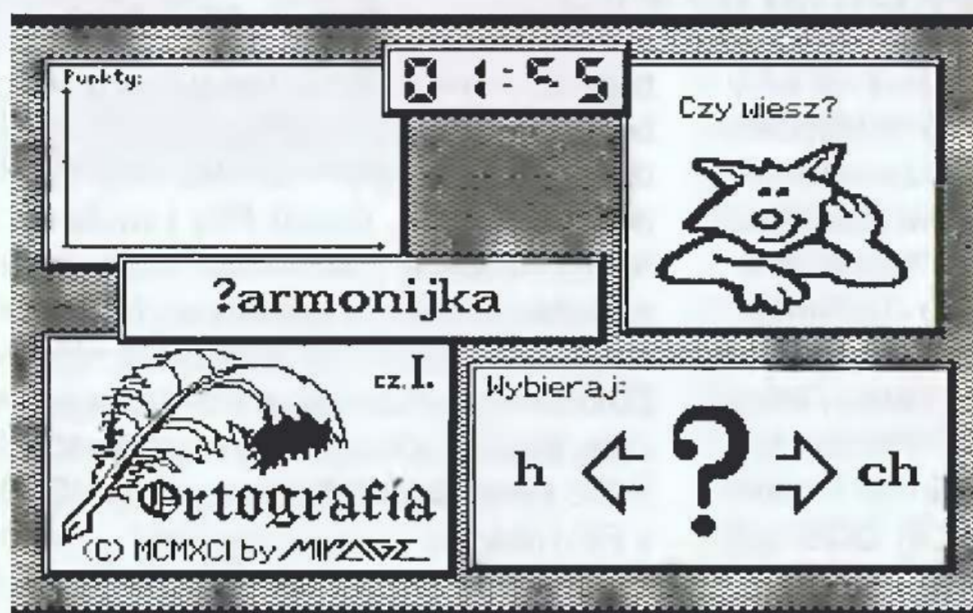 Punkty:
01:55
Czy wiesz?
?armonijka
cz. I.
Ortografia
(C) MCMXCI by MIRAGE
Wybieraj:
h ? ch